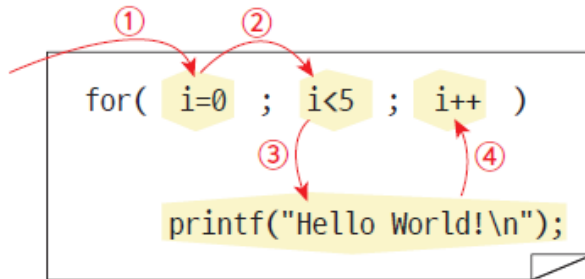 ① ②
for( i=0 ; i<5 ; i++ )
③ ④
printf("Hello World!\n");